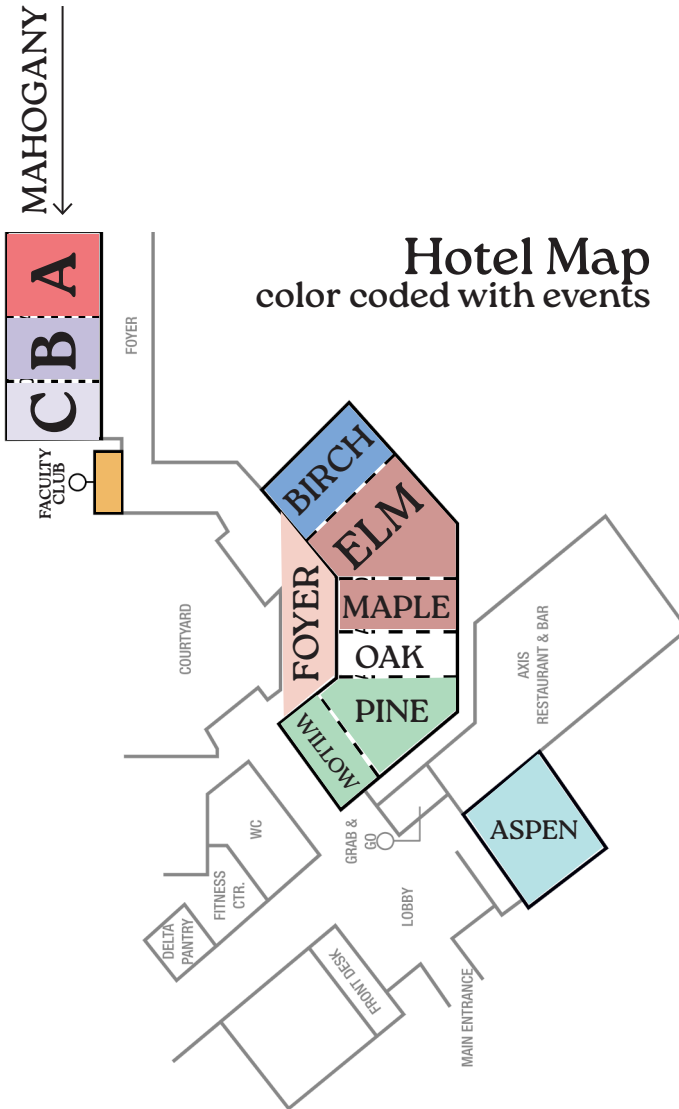 MAHOGANY
A
B
C
FOYER
Hotel Map
color coded with events
FACULTY
CLUB
BIRCH
ELM
FOYER
MAPLE
OAK
PINE
WILLOW
COURTYARD
AXIS
RESTAURANT & BAR
ASPEN
GRAB &
GO
WC
FITNESS
CTR.
DELTA
PANTRY
LOBBY
FRONT DESK
MAIN ENTRANCE